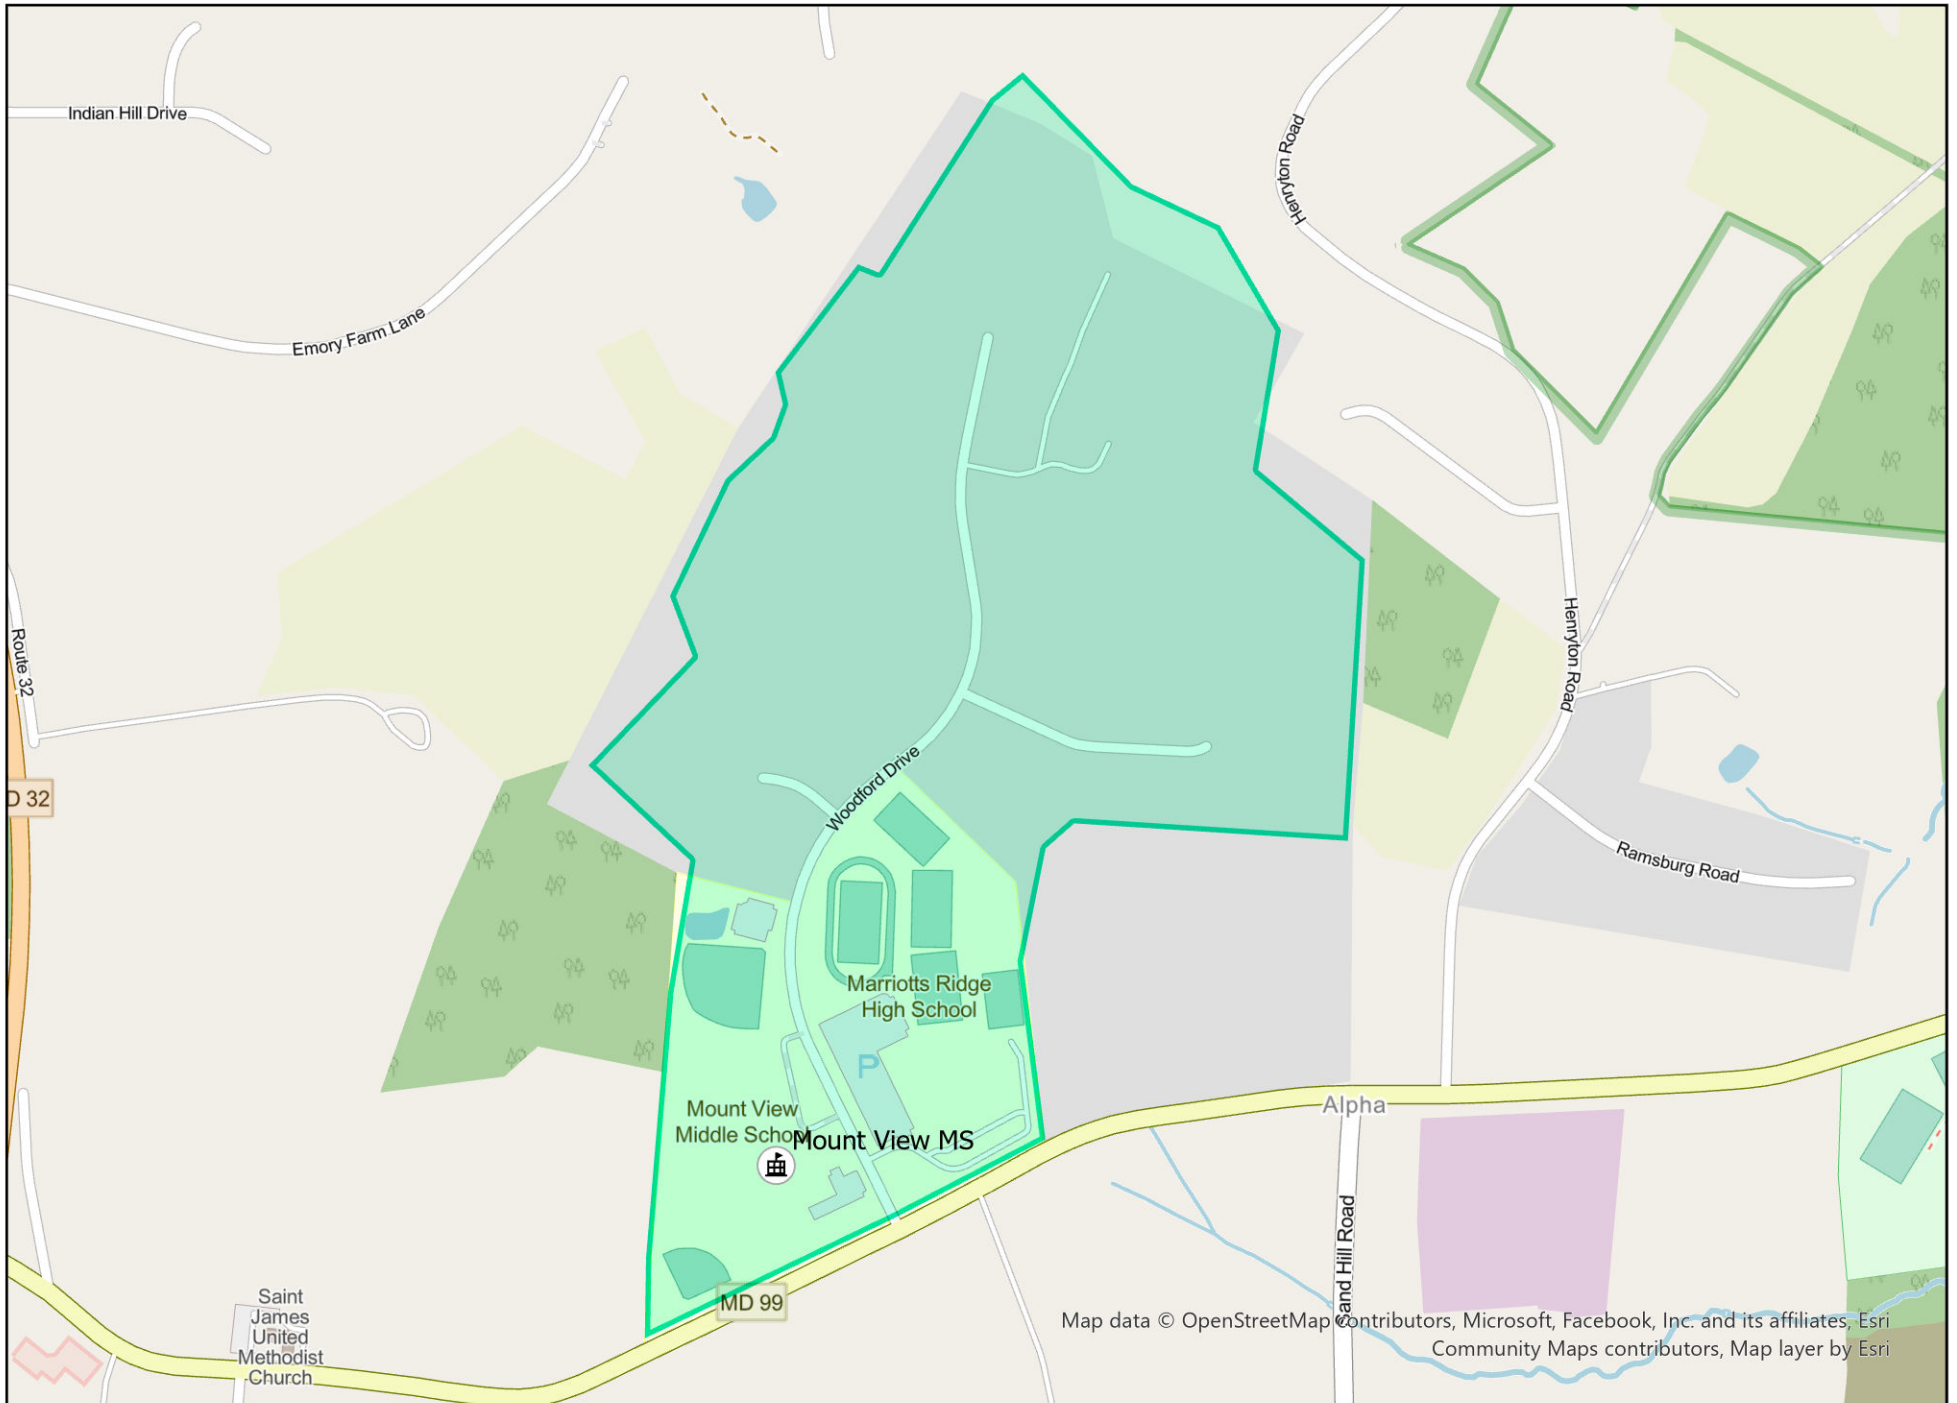 Indian Hill Drive
Henryton Road
Emory Farm Lane
Route 32
Henryton Road
D 32
Woodford Drive
Ramsburg Road
Marriotts Ridge
High School
P
Mount View
Middle School
Mount View MS
Alpha
Sand Hill Road
MD 99
Saint
James
United
Methodist
Church
Map data © OpenStreetMap contributors, Microsoft, Facebook, Inc. and its affiliates, Esri
Community Maps contributors, Map layer by Esri